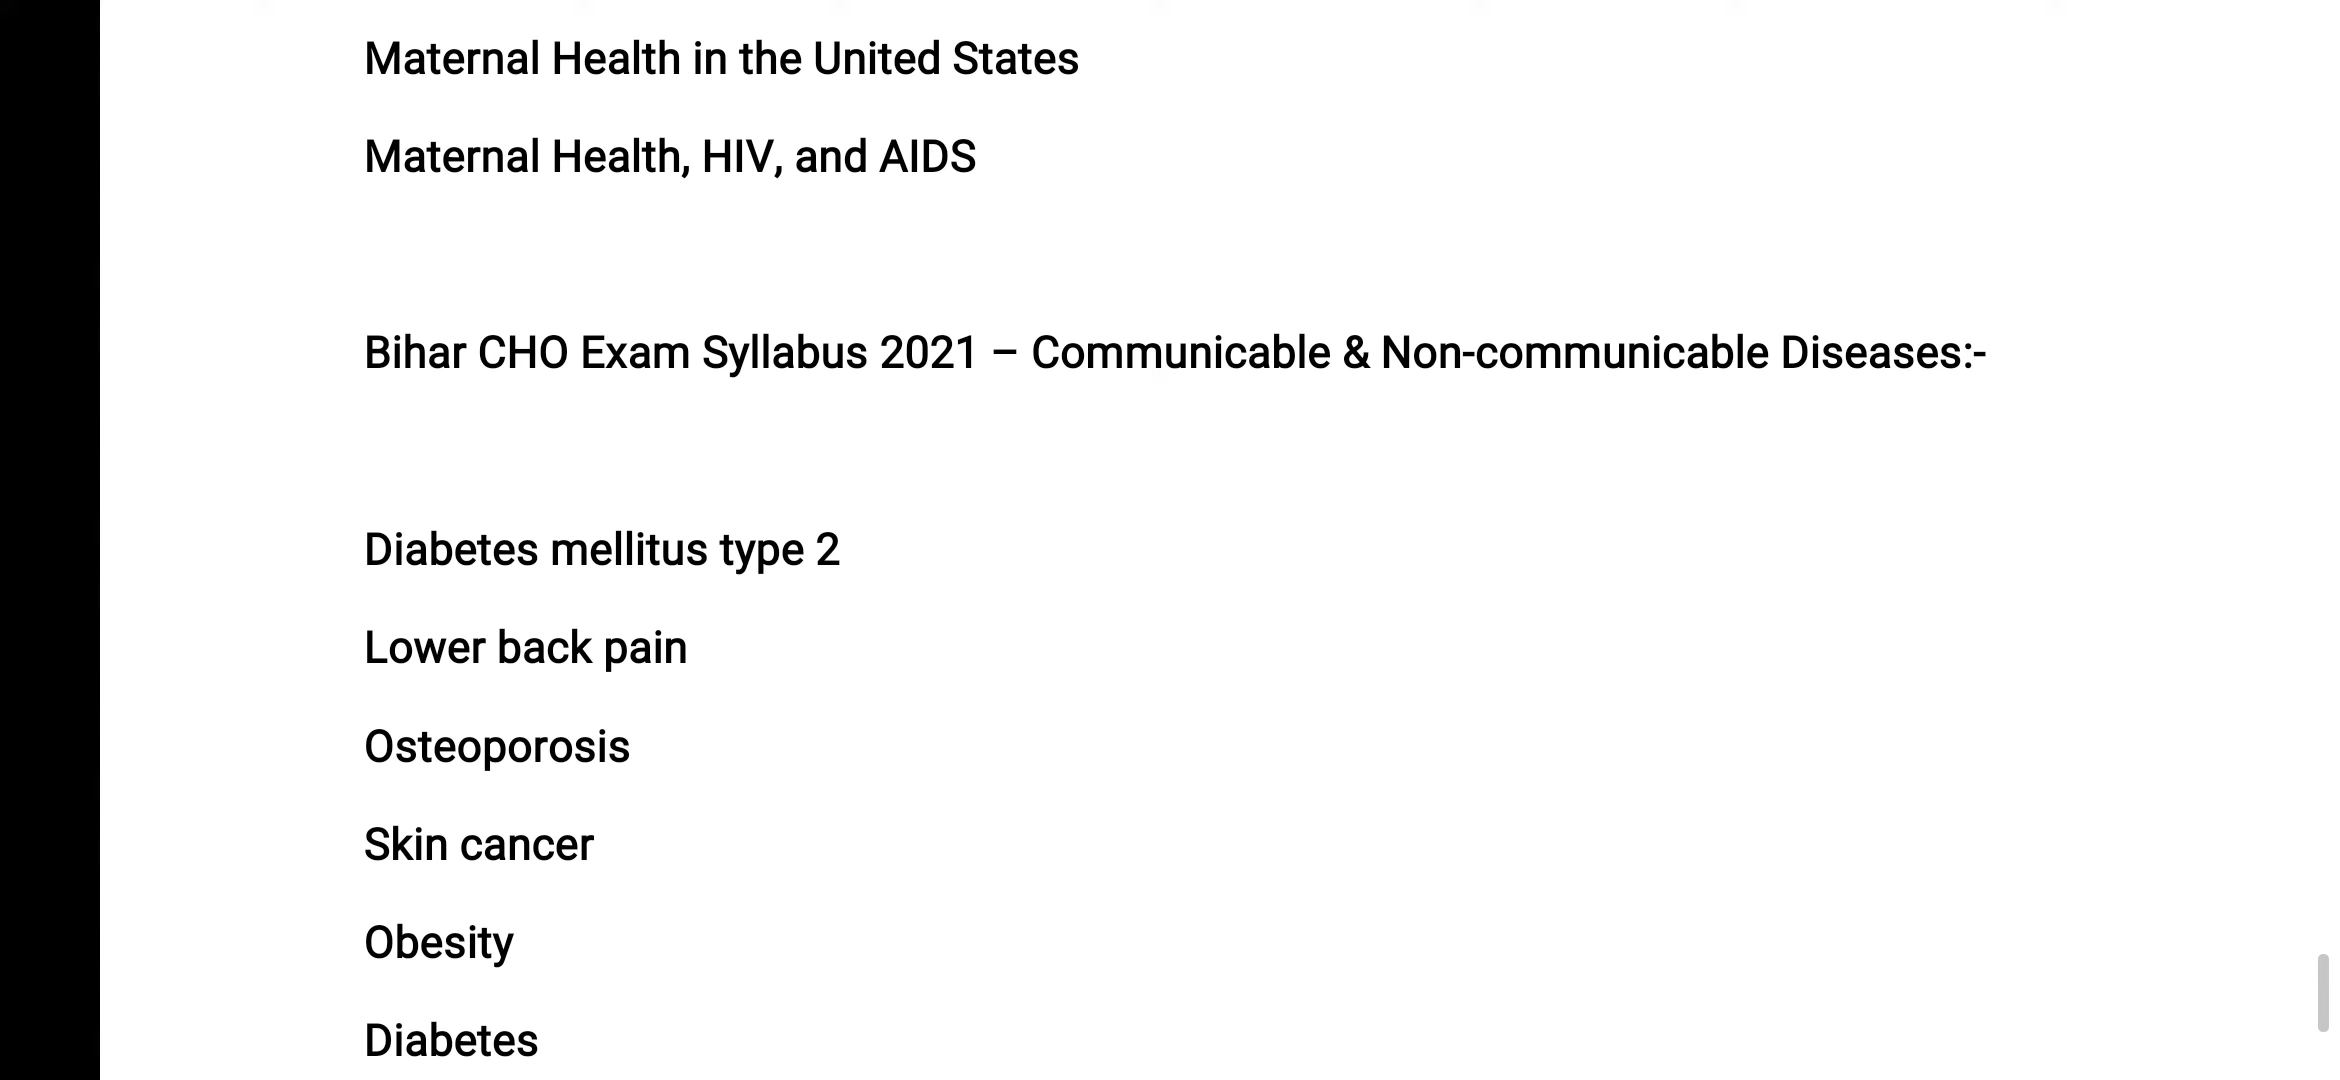 Maternal Health in the United States
Maternal Health, HIV, and AIDS
Bihar CHO Exam Syllabus 2021 – Communicable & Non-communicable Diseases:-
Diabetes mellitus type 2
Lower back pain
Osteoporosis
Skin cancer
Obesity
Diabetes